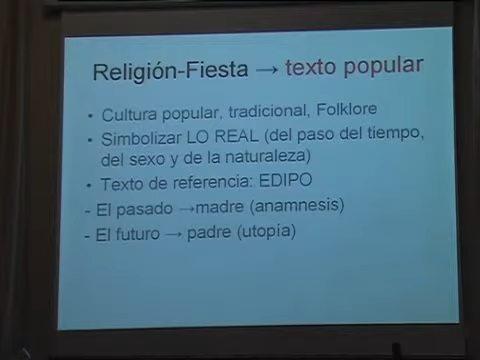 Religión-Fiesta → texto popular
• Cultura popular, tradicional, Folklore
• Simbolizar LO REAL (del paso del tiempo,
del sexo y de la naturaleza)
• Texto de referencia: EDIPO
- El pasado →madre (anamnesis)
- El futuro → padre (utopía)